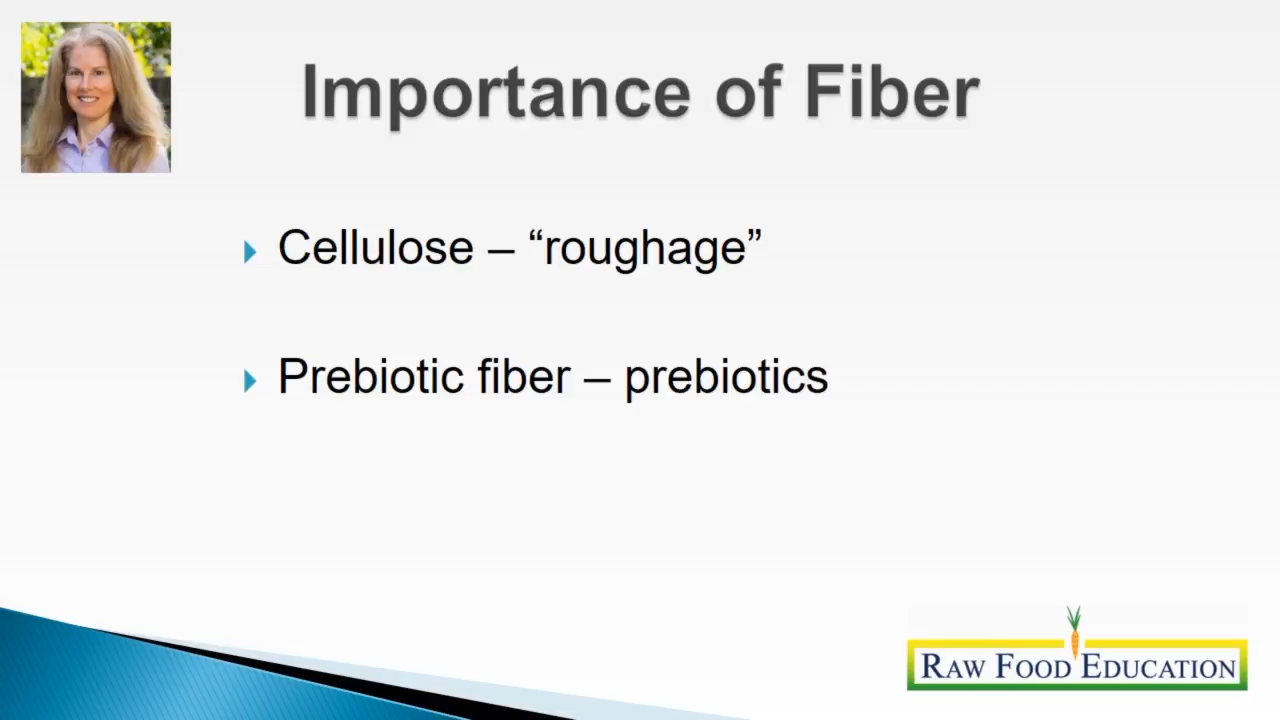 Importance of Fiber
Cellulose – “roughage”
Prebiotic fiber – prebiotics
RAW FOOD EDUCATION